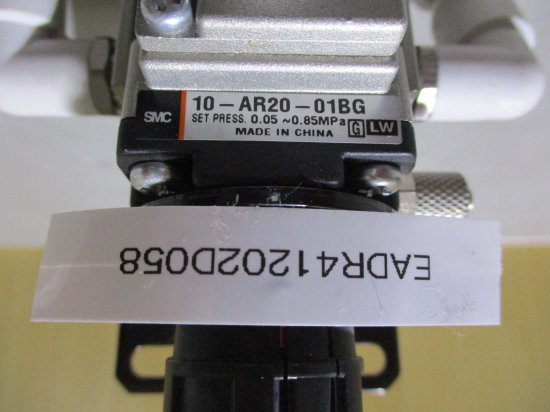 SMC
10-AR20-01BG
SET PRESS. 0.05 ~0.85MPa
MADE IN CHINA G LW
EADR41202D058